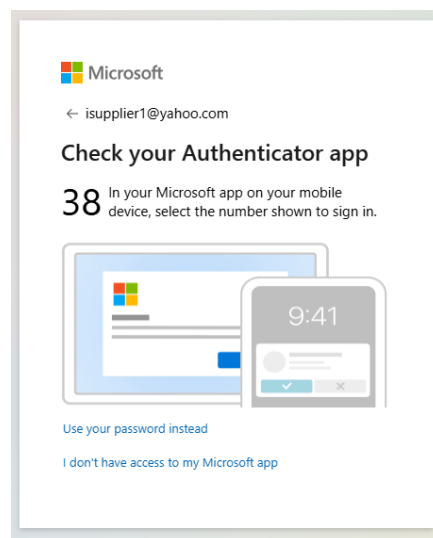 Microsoft
← isupplier1@yahoo.com
Check your Authenticator app
38
In your Microsoft app on your mobile
device, select the number shown to sign in.
9:41
Use your password instead
I don't have access to my Microsoft app